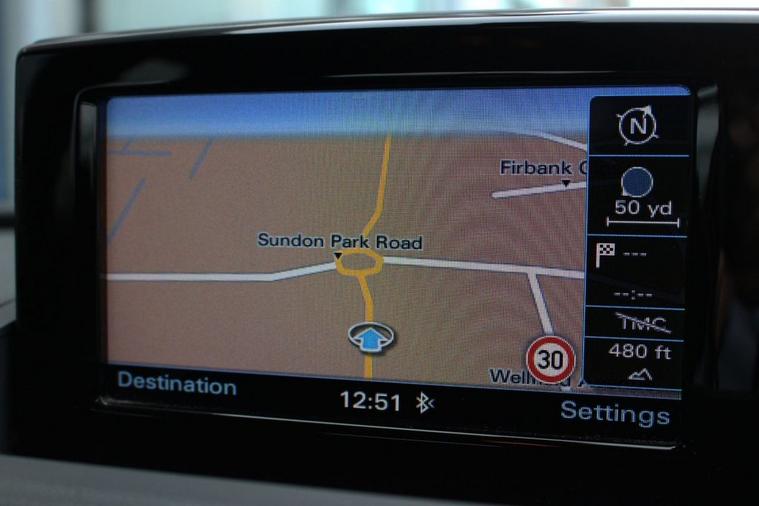 N
Firbank
50 yd
Sundon Park Road
---
--:--
TMC
30
480 ft
Destination
12:51
Settings